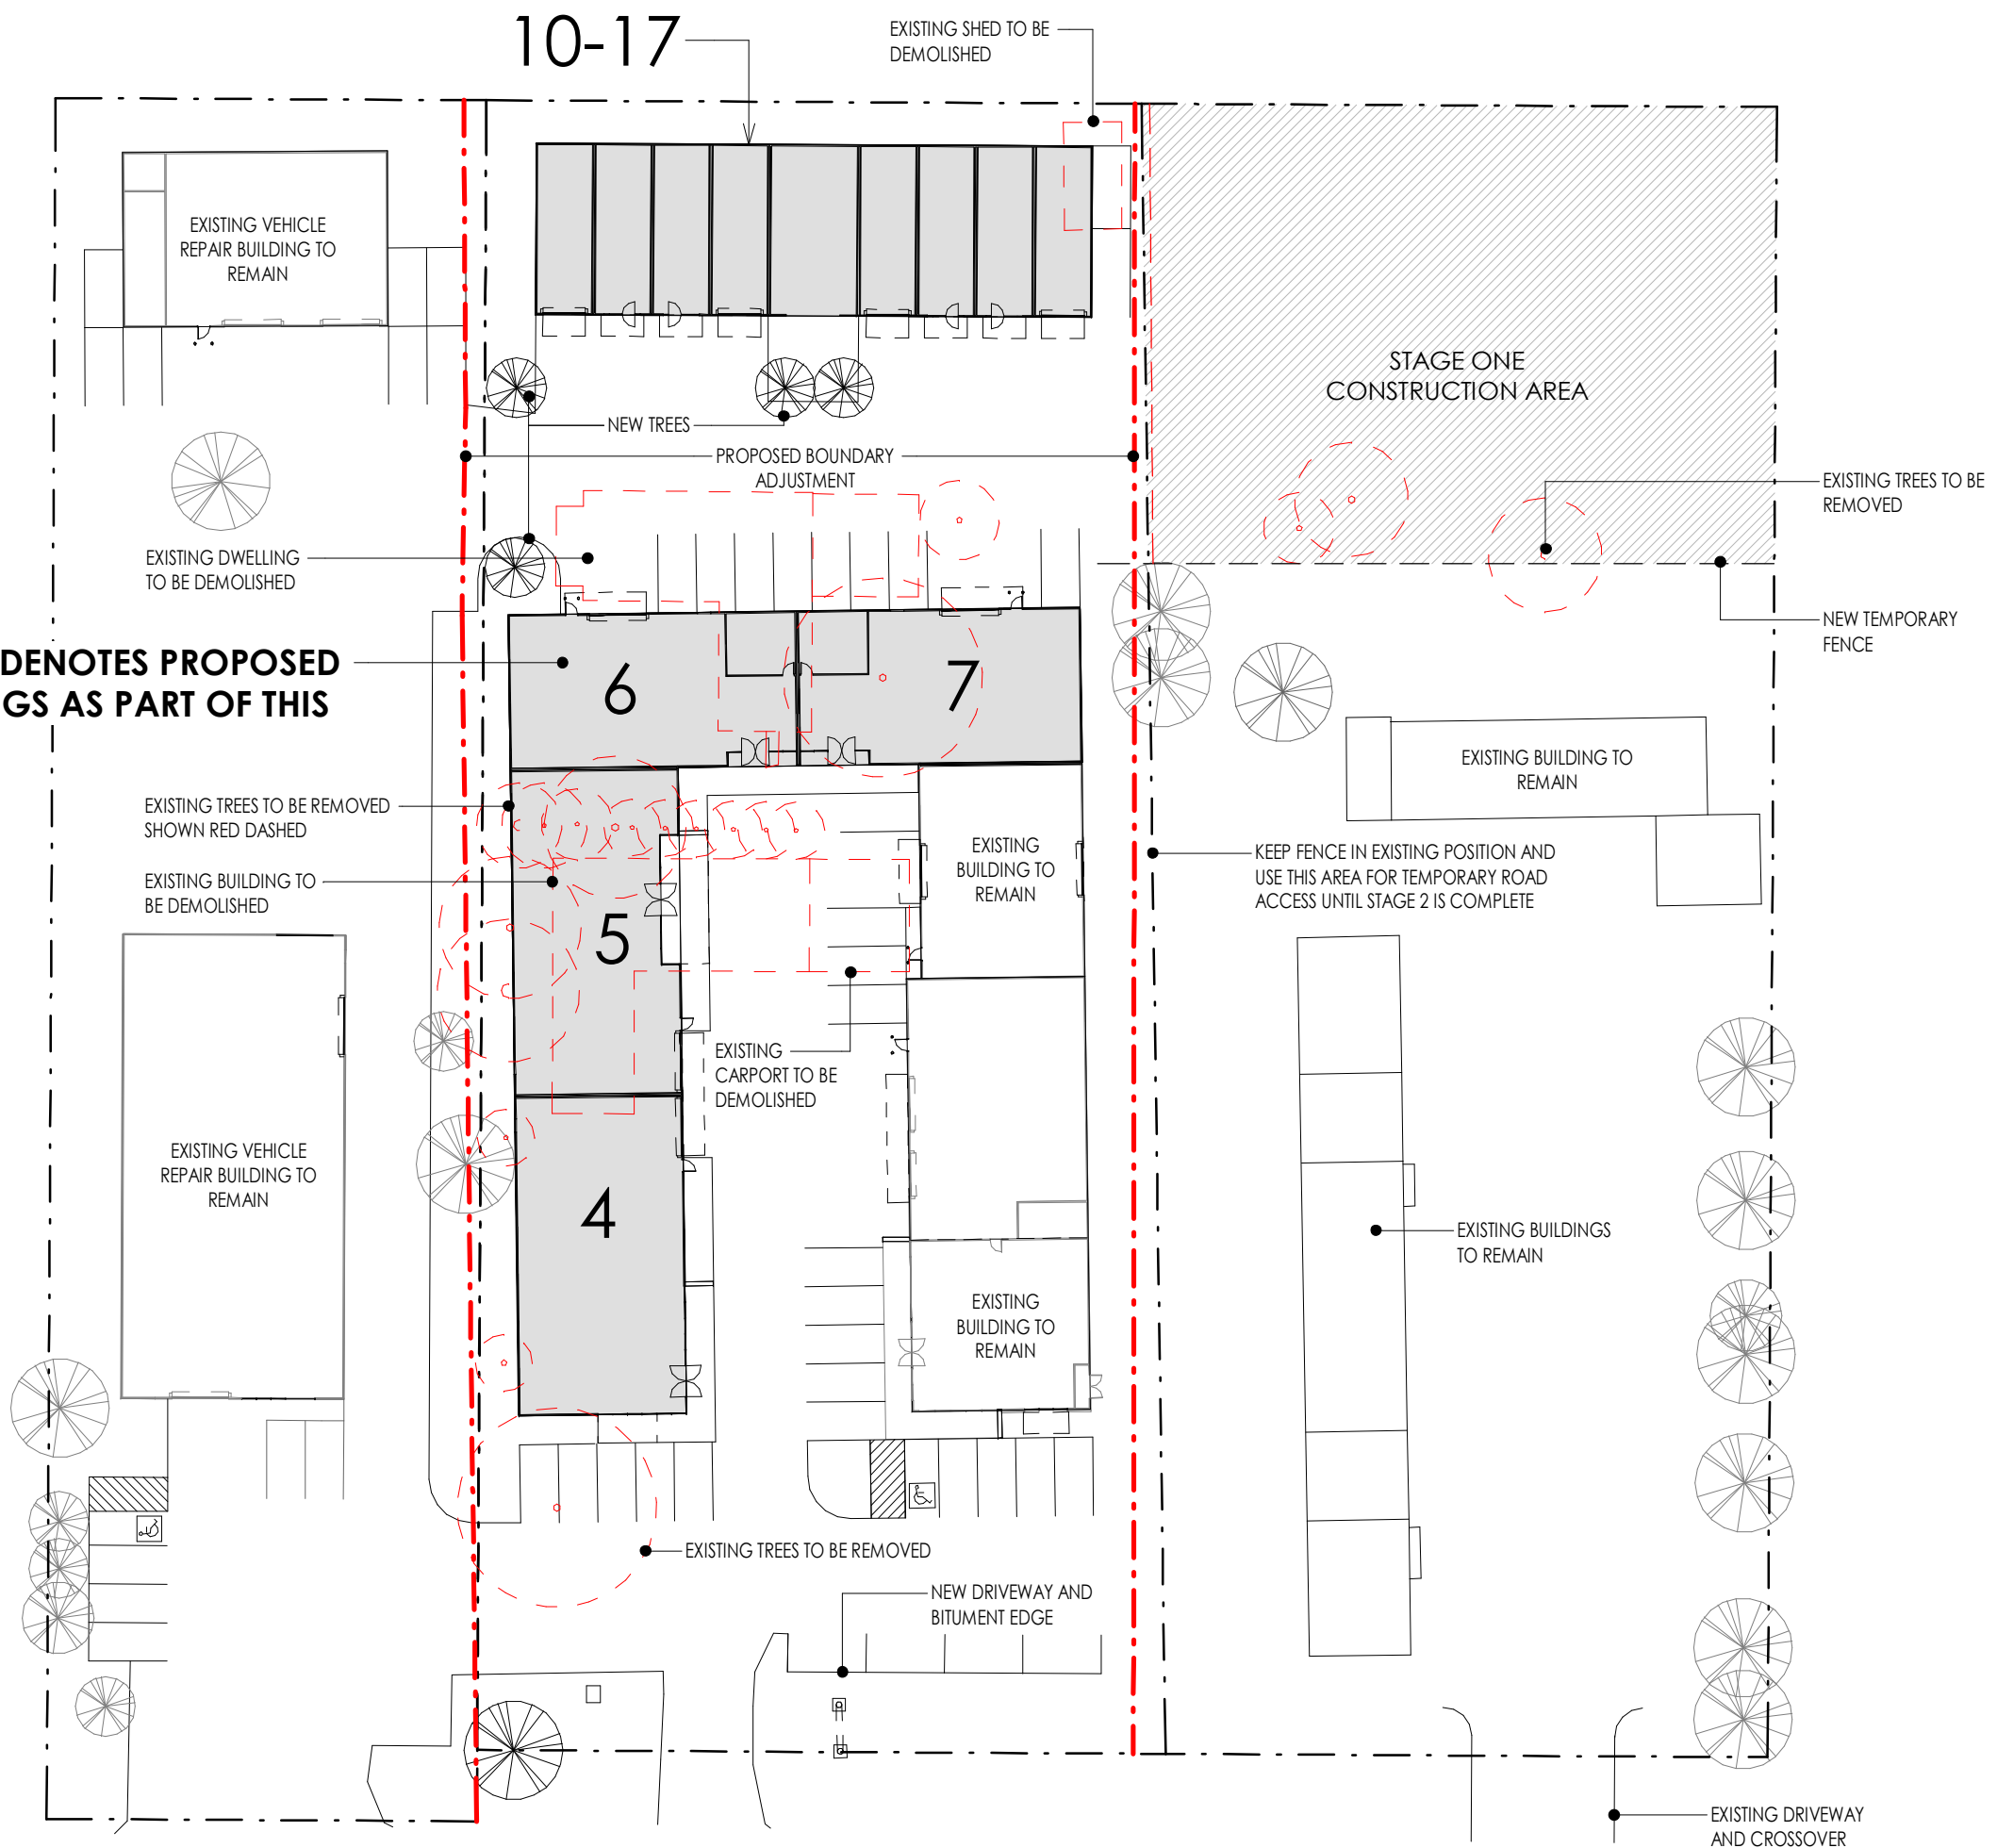 10-17
EXISTING SHED TO BE
DEMOLISHED
EXISTING VEHICLE
REPAIR BUILDING TO
REMAIN
STAGE ONE
CONSTRUCTION AREA
NEW TREES
PROPOSED BOUNDARY
ADJUSTMENT
EXISTING TREES TO BE
REMOVED
EXISTING DWELLING
TO BE DEMOLISHED
NEW TEMPORARY
FENCE
DENOTES PROPOSED
GS AS PART OF THIS
6
7
EXISTING BUILDING TO
REMAIN
EXISTING TREES TO BE REMOVED
SHOWN RED DASHED
EXISTING
BUILDING TO
REMAIN
KEEP FENCE IN EXISTING POSITION AND
USE THIS AREA FOR TEMPORARY ROAD
ACCESS UNTIL STAGE 2 IS COMPLETE
EXISTING BUILDING TO
BE DEMOLISHED
5
EXISTING
CARPORT TO BE
DEMOLISHED
EXISTING VEHICLE
REPAIR BUILDING TO
REMAIN
4
EXISTING BUILDINGS
TO REMAIN
EXISTING
BUILDING TO
REMAIN
EXISTING TREES TO BE REMOVED
NEW DRIVEWAY AND
BITUMENT EDGE
EXISTING DRIVEWAY
AND CROSSOVER